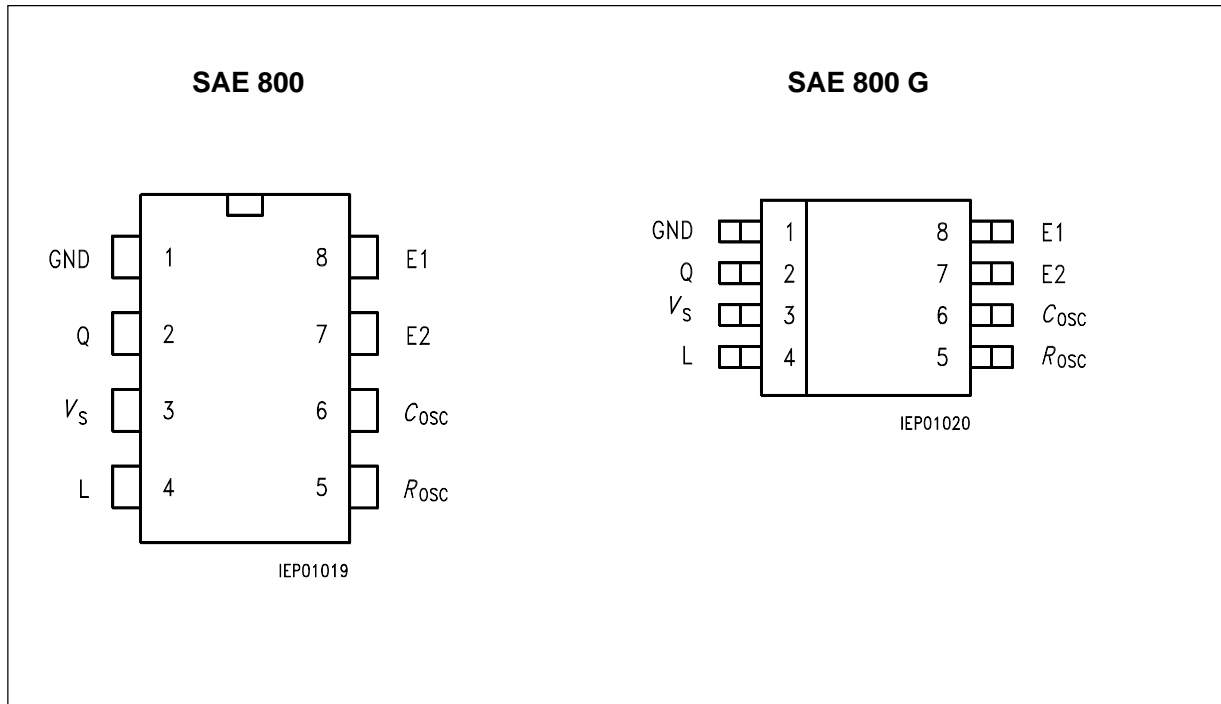 SAE 800
GND 1 8 E1
Q 2 7 E2
VS 3 6 COSC
L 4 5 ROSC
IEP01019
SAE 800 G
GND 1 8 E1
Q 2 7 E2
VS 3 6 COSC
L 4 5 ROSC
IEP01020